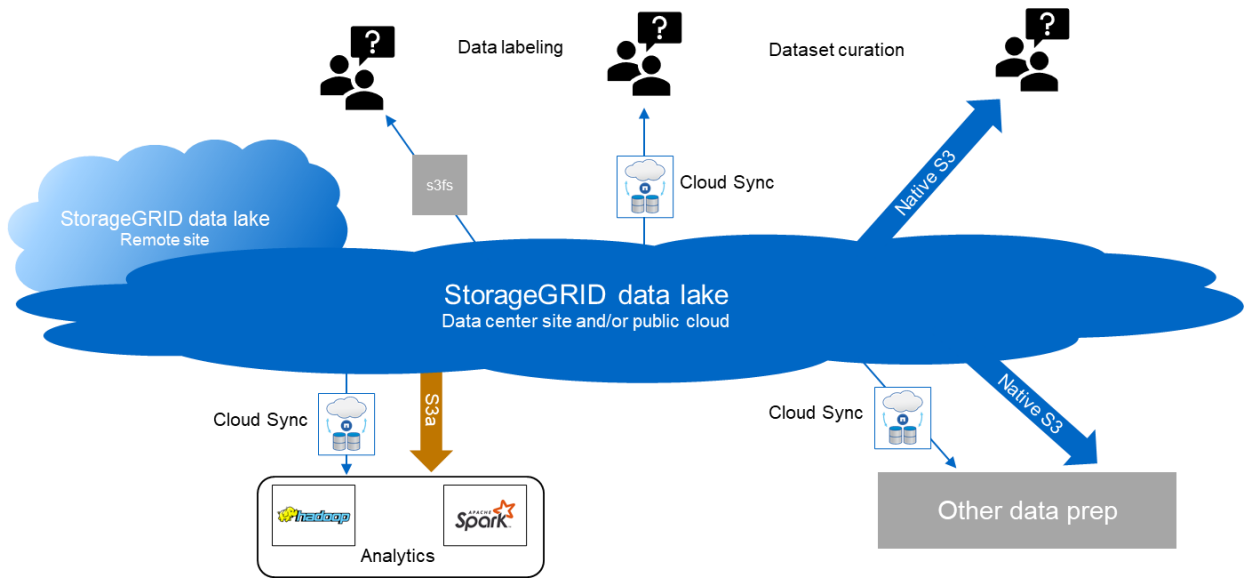 ?
?
?
Data labeling
Dataset curation
s3fs
Cloud Sync
Native S3
StorageGRID data lake
Remote site
StorageGRID data lake
Data center site and/or public cloud
Cloud Sync
S3a
Cloud Sync
Native S3
hadoop
APACHE
Spark
Analytics
Other data prep